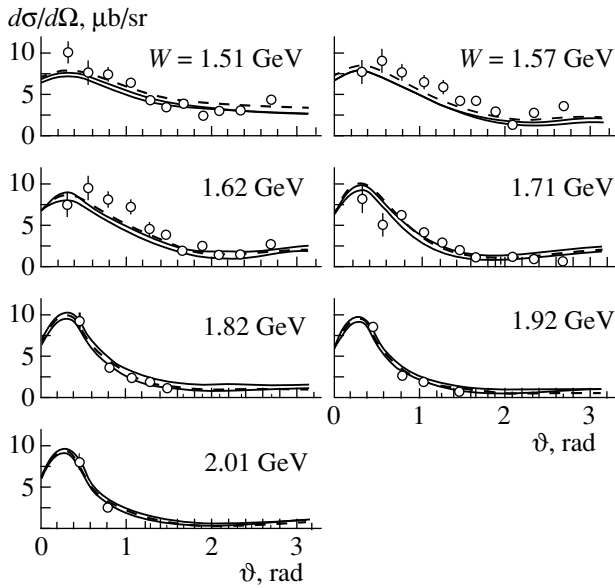 dσ/dΩ, μb/sr
10
5
0
W = 1.51 GeV
W = 1.57 GeV
10
5
0
1.62 GeV
1.71 GeV
10
5
0
1.82 GeV
1.92 GeV
0 1 2 3
ϑ, rad
10
5
2.01 GeV
0 1 2 3
ϑ, rad